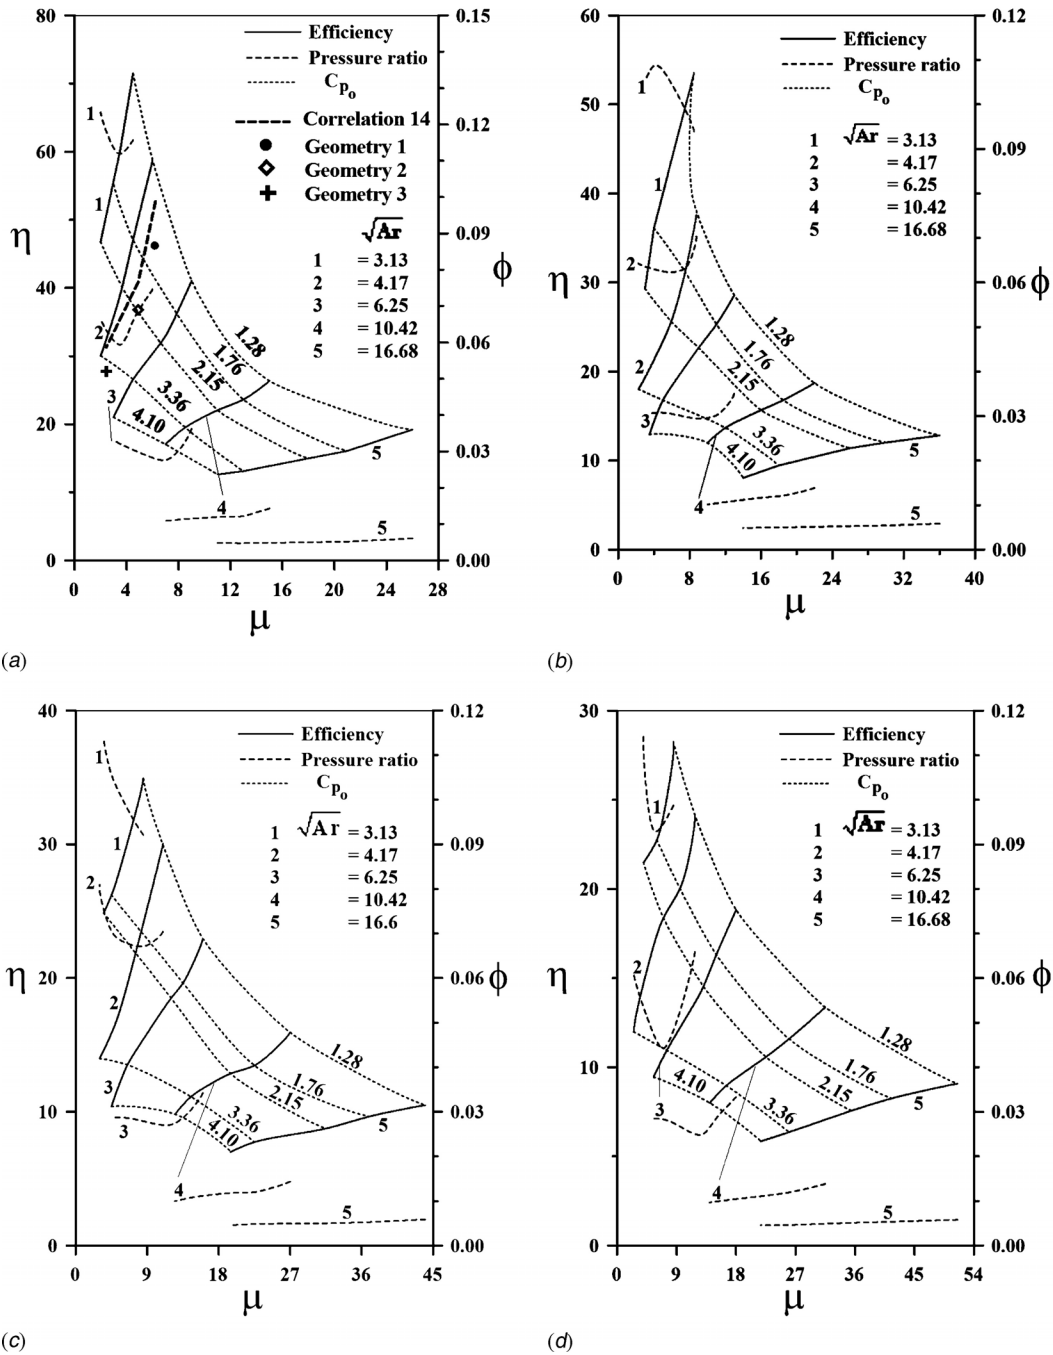 80
60
40
20
0
η
0.15
0.12
0.09
0.06
0.03
0.00
ϕ
Efficiency
Pressure ratio
Cp₀
Correlation 14
Geometry 1
Geometry 2
Geometry 3
√Ar
1 = 3.13
2 = 4.17
3 = 6.25
4 = 10.42
5 = 16.68
1
1
2
3
4
5
5
1.28
1.76
2.15
3.36
4.10
0 4 8 12 16 20 24 28
μ
(a)
60
50
40
30
20
10
0
η
0.12
0.09
0.06
0.03
0.00
ϕ
Efficiency
Pressure ratio
Cp₀
1 √Ar = 3.13
2 = 4.17
3 = 6.25
4 = 10.42
5 = 16.68
1
1
2
2
3
4
5
5
1.28
1.76
2.15
3.36
4.10
0 8 16 24 32 40
μ
(b)
40
30
20
10
0
η
0.12
0.09
0.06
0.03
0.00
ϕ
Efficiency
Pressure ratio
Cp₀
1 √Ar = 3.13
2 = 4.17
3 = 6.25
4 = 10.42
5 = 16.6
1
1
2
2
3
3
4
5
5
1.28
1.76
2.15
3.36
4.10
0 9 18 27 36 45
μ
(c)
30
20
10
0
η
0.12
0.09
0.06
0.03
0.00
ϕ
Efficiency
Pressure ratio
Cp₀
1 √Ar = 3.13
2 = 4.17
3 = 6.25
4 = 10.42
5 = 16.68
1
2
3
4
5
5
1.28
1.76
2.15
3.36
4.10
0 9 18 27 36 45 54
μ
(d)